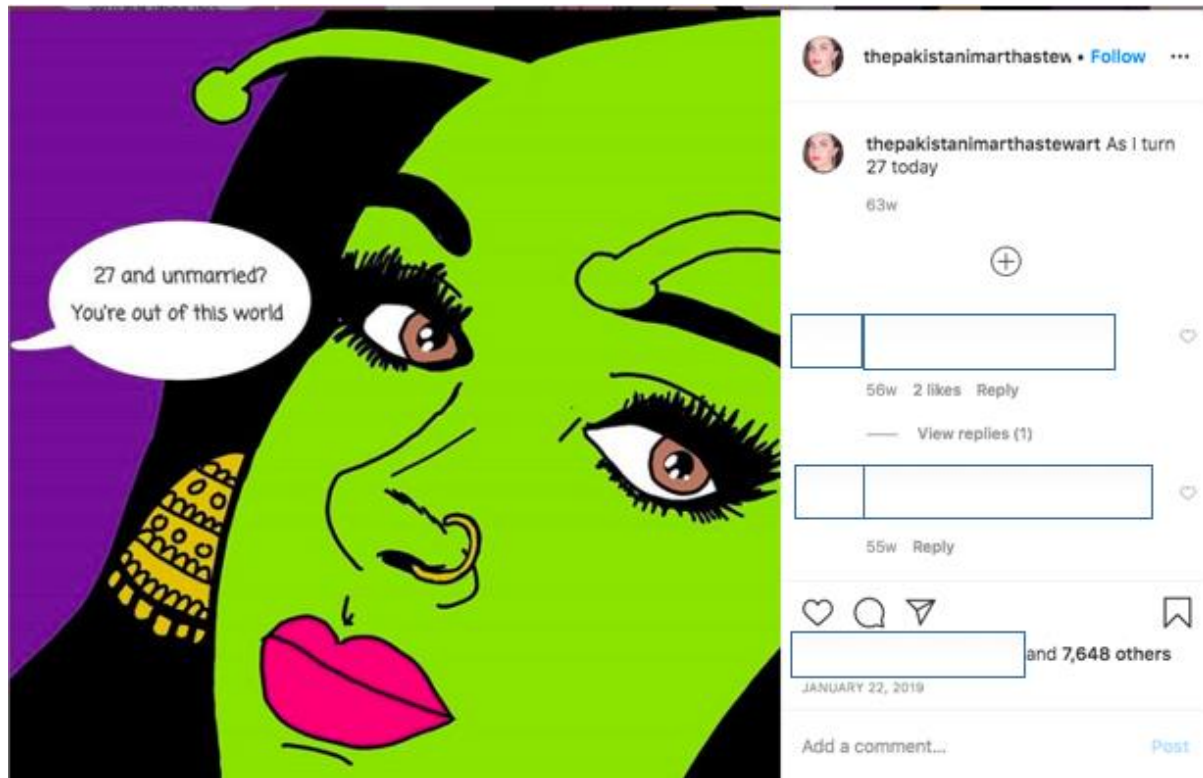 27 and unmarried?
You're out of this world
thepakistanimarthastew • Follow
thepakistanimarthastewart As I turn
27 today
63w
56w 2 likes Reply
View replies (1)
55w Reply
and 7,648 others
JANUARY 22, 2019
Add a comment... Post